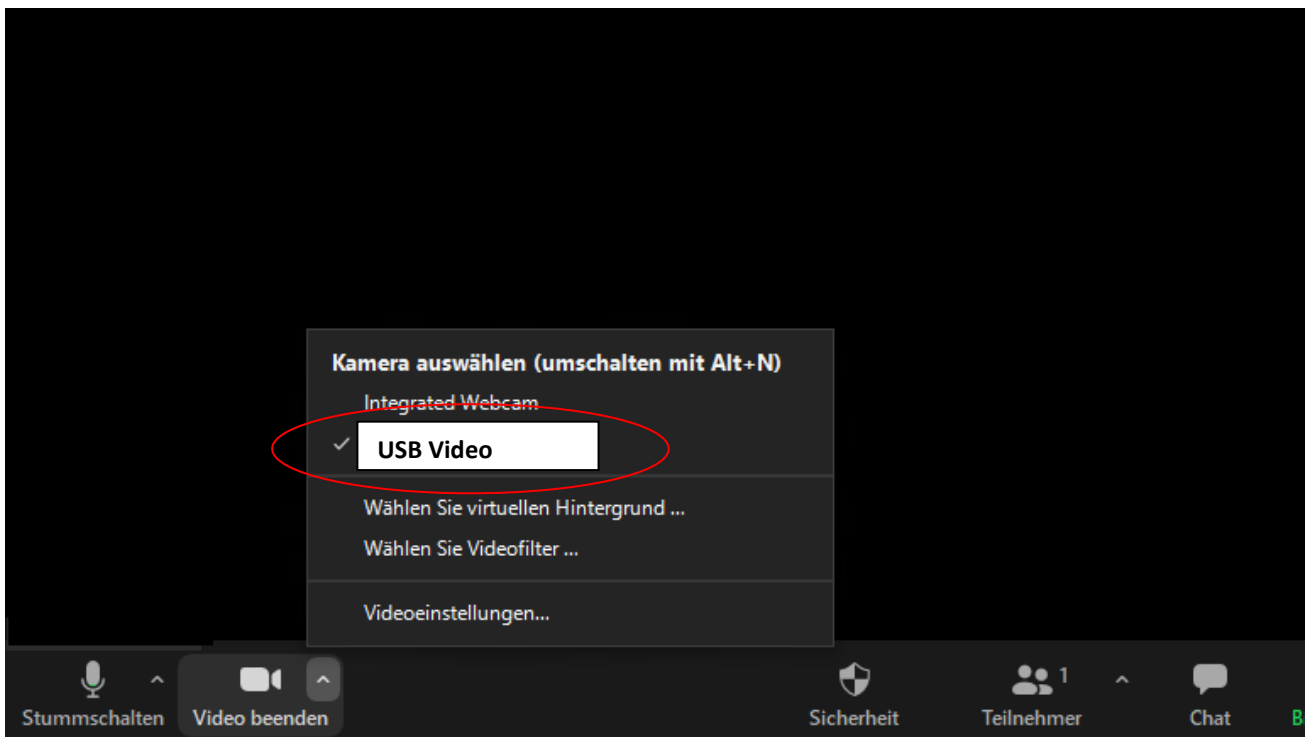 Kamera auswählen (umschalten mit Alt+N)
Integrated Webcam
USB Video
Wählen Sie virtuellen Hintergrund ...
Wählen Sie Videofilter ...
Videoeinstellungen...
1
Stummschalten Video beenden Sicherheit Teilnehmer Chat